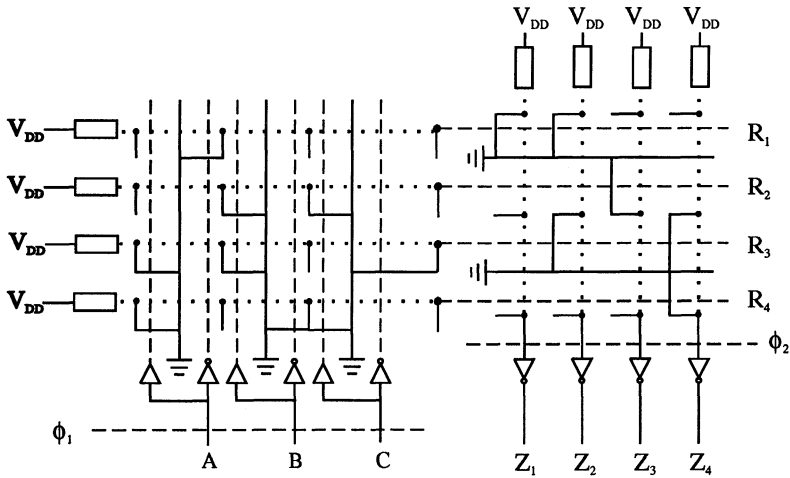 V_DD V_DD V_DD V_DD
V_DD
R_1
V_DD
R_2
V_DD
R_3
V_DD
R_4
ϕ_2
ϕ_1
A B C
Z_1 Z_2 Z_3 Z_4